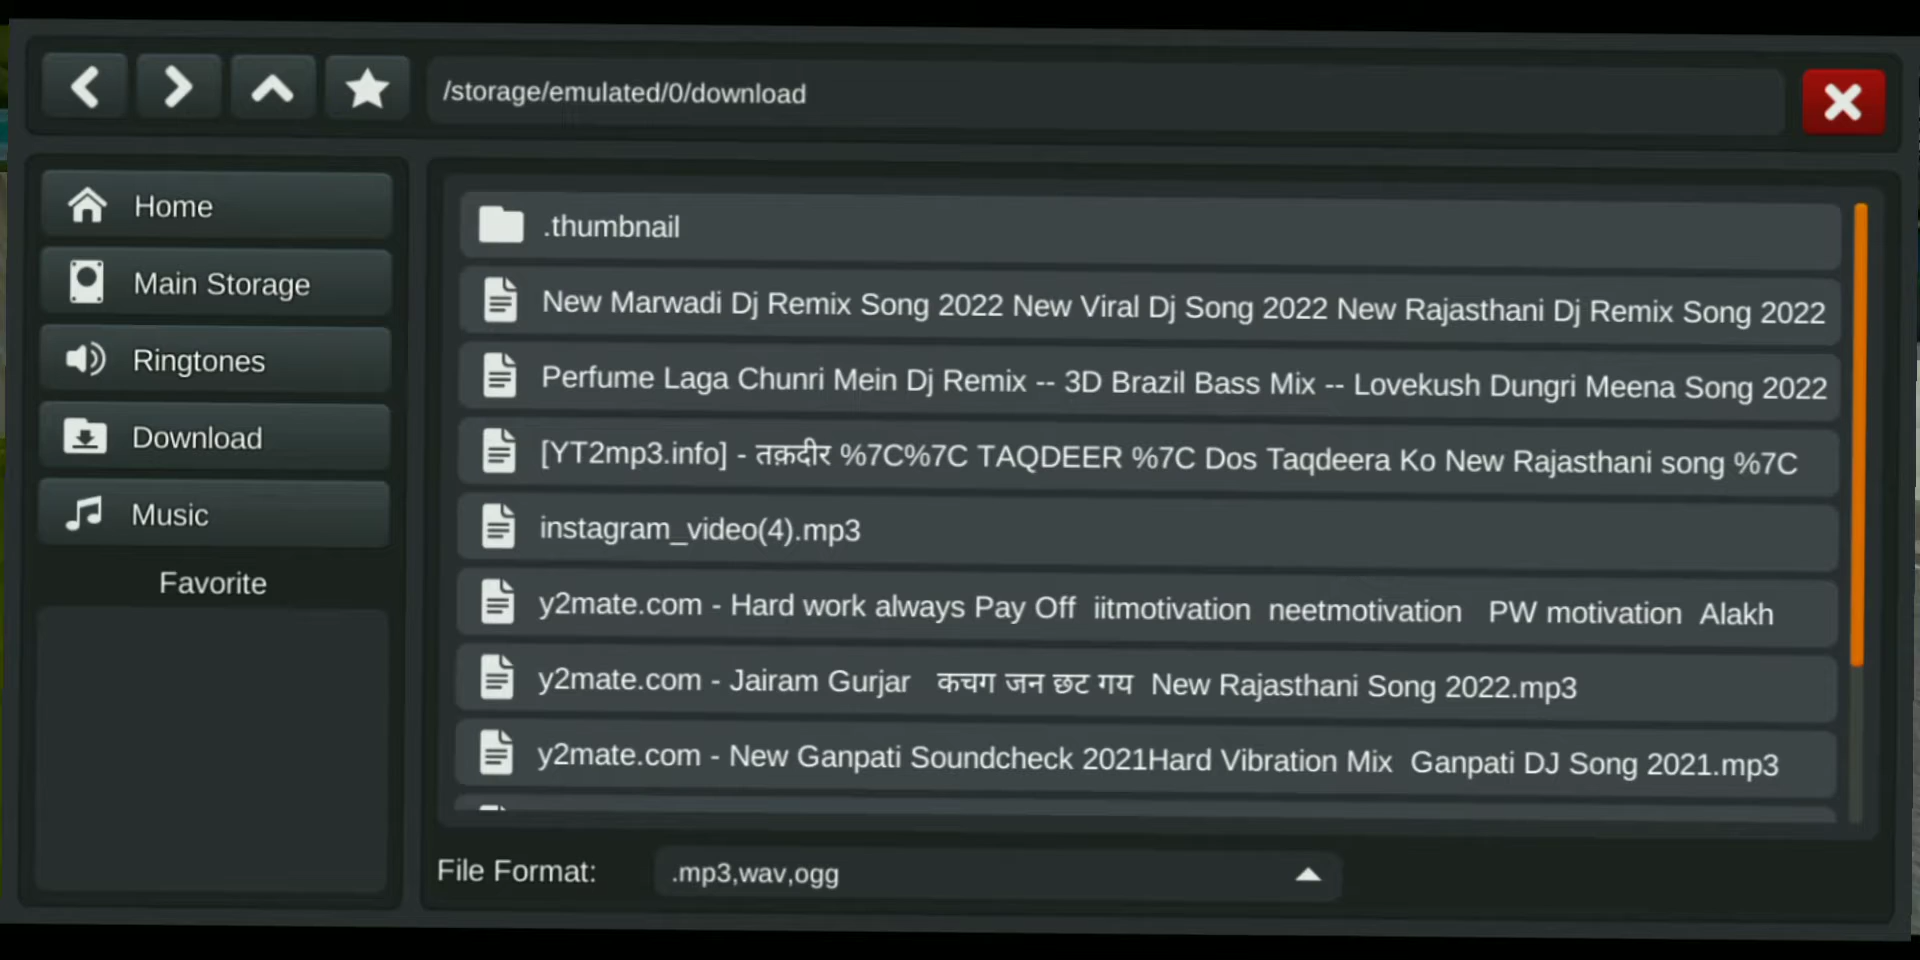 /storage/emulated/0/download
Home
Main Storage
Ringtones
Download
Music
Favorite
.thumbnail
New Marwadi Dj Remix Song 2022 New Viral Dj Song 2022 New Rajasthani Dj Remix Song 2022
Perfume Laga Chunri Mein Dj Remix -- 3D Brazil Bass Mix -- Lovekush Dungri Meena Song 2022
[YT2mp3.info] - तक़दीर %7C%7C TAQDEER %7C Dos Taqdeera Ko New Rajasthani song %7C
instagram_video(4).mp3
y2mate.com - Hard work always Pay Off iitmotivation neetmotivation PW motivation Alakh
y2mate.com - Jairam Gurjar कचग जन छट गय New Rajasthani Song 2022.mp3
y2mate.com - New Ganpati Soundcheck 2021Hard Vibration Mix Ganpati DJ Song 2021.mp3
File Format: .mp3,wav,ogg